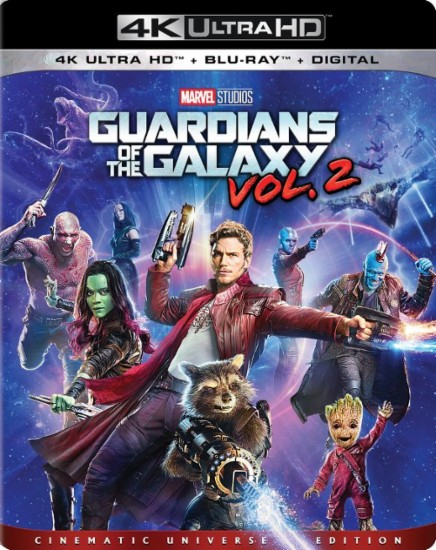 4K ULTRA HD™
4K ULTRA HD™ + BLU-RAY™ + DIGITAL
MARVEL STUDIOS
GUARDIANS
OF THE GALAXY
VOL. 2
CINEMATIC UNIVERSE EDITION